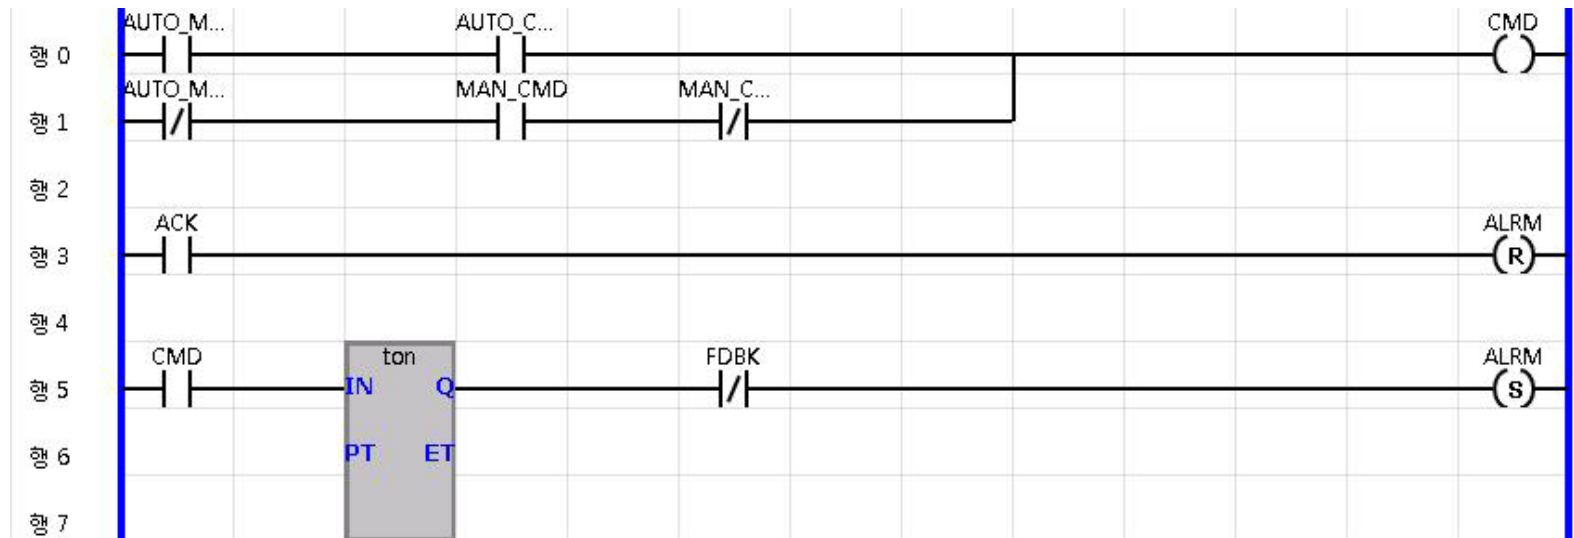 AUTO_M... AUTO_C... CMD
행 0
AUTO_M... MAN_CMD MAN_C...
행 1
행 2
ACK ALRM
행 3 R
행 4
CMD ton FDBK ALRM
행 5 IN Q S
행 6 PT ET
행 7